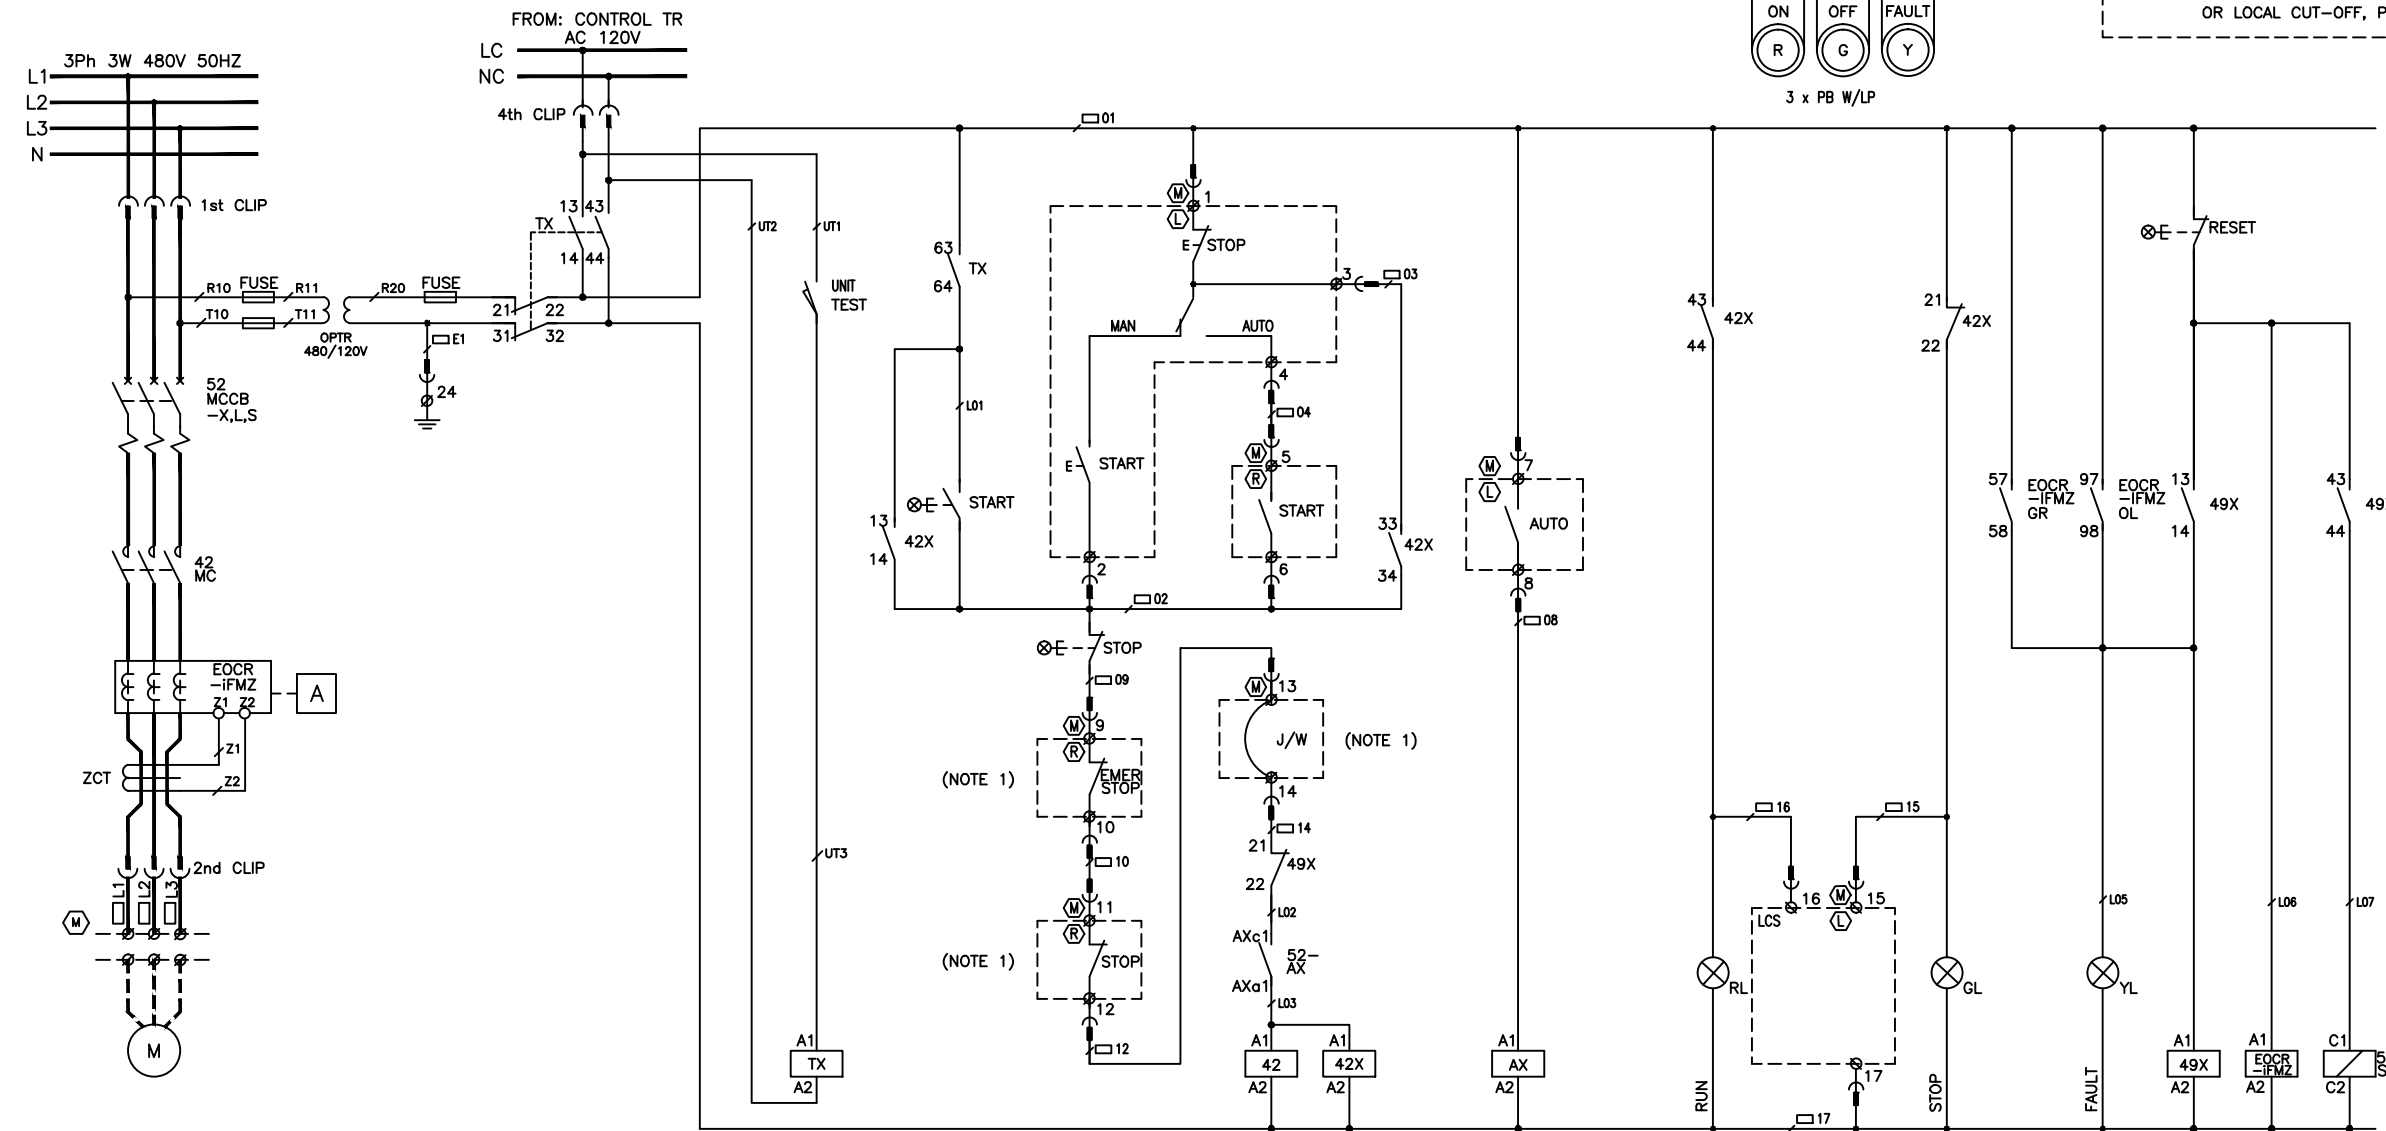 FROM: CONTROL TR
AC 120V
LC
NC
4th CLIP
3Ph 3W 480V 50HZ
L1
L2
L3
N
1st CLIP
ON
OFF
FAULT
R
G
Y
3 x PB W/LP
OR LOCAL CUT-OFF, P
01
13 43
TX
14 44
UT2
UT1
UNIT
TEST
R10
FUSE
R11
R20
FUSE
T10
T11
OPTR
480/120V
21
22
31
32
E1
24
52
MCCB
-X,L,S
42
MC
EOCR
-iFMZ
Z1 Z2
A
Z1
Z2
ZCT
2nd CLIP
L1
L2
L3
M
M
UT3
A1
TX
A2
63
TX
64
L01
START
13
42X
14
M
1
L
E
STOP
3
03
MAN
AUTO
4
04
E
START
M
5
R
START
2
6
33
42X
34
02
E
STOP
09
M
9
R
(NOTE 1)
EMER
STOP
10
10
M
11
R
(NOTE 1)
STOP
12
12
M
13
J/W
(NOTE 1)
14
14
21
49X
22
L02
AXc1
52-
AX
AXa1
L03
A1
42
A2
A1
42X
A2
M
7
L
AUTO
8
08
A1
AX
A2
43
42X
44
16
RL
RUN
LCS
16
M
15
L
17
17
21
42X
22
15
GL
STOP
57
EOCR
-iFMZ
GR
58
97
EOCR
-iFMZ
OL
98
L05
YL
FAULT
E
RESET
13
49X
14
A1
49X
A2
L06
A1
EOCR
-iFMZ
A2
43
49
44
L07
C1
C2